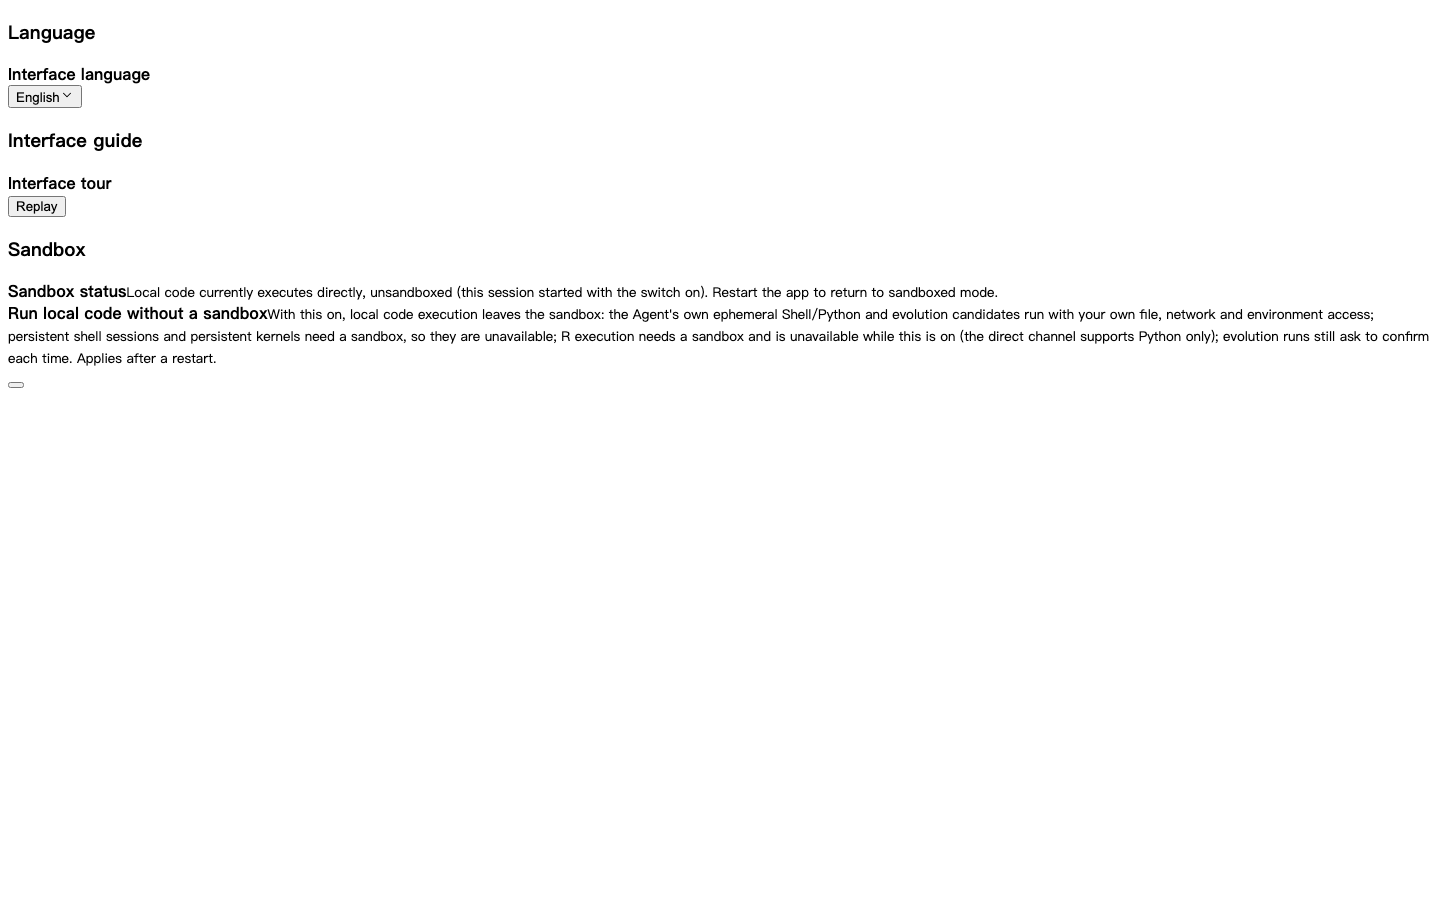 Language
Interface language
English
Interface guide
Interface tour
Replay
Sandbox
Sandbox statusLocal code currently executes directly, unsandboxed (this session started with the switch on). Restart the app to return to sandboxed mode.
Run local code without a sandboxWith this on, local code execution leaves the sandbox: the Agent's own ephemeral Shell/Python and evolution candidates run with your own file, network and environment access;
persistent shell sessions and persistent kernels need a sandbox, so they are unavailable; R execution needs a sandbox and is unavailable while this is on (the direct channel supports Python only); evolution runs still ask to confirm
each time. Applies after a restart.